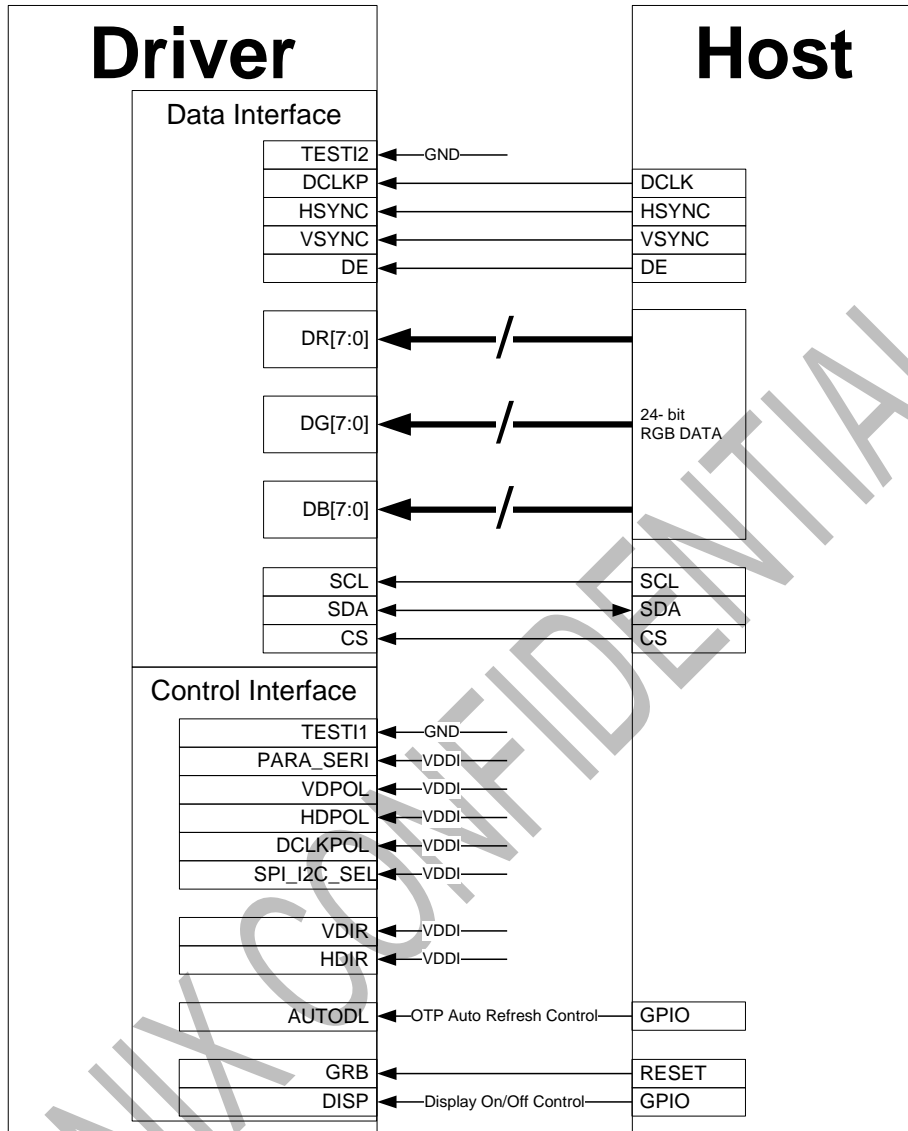 Driver
Host
Data Interface
TESTI2 GND
DCLKP DCLK
HSYNC HSYNC
VSYNC VSYNC
DE DE
DR[7:0]
DG[7:0]
24- bit
RGB DATA
DB[7:0]
SCL SCL
SDA SDA
CS CS
Control Interface
TESTI1 GND
PARA_SERI VDDI
VDPOL VDDI
HDPOL VDDI
DCLKPOL VDDI
SPI_I2C_SEL VDDI
VDIR VDDI
HDIR VDDI
AUTODL OTP Auto Refresh Control GPIO
GRB RESET
DISP Display On/Off Control GPIO
CONFIDENTIAL